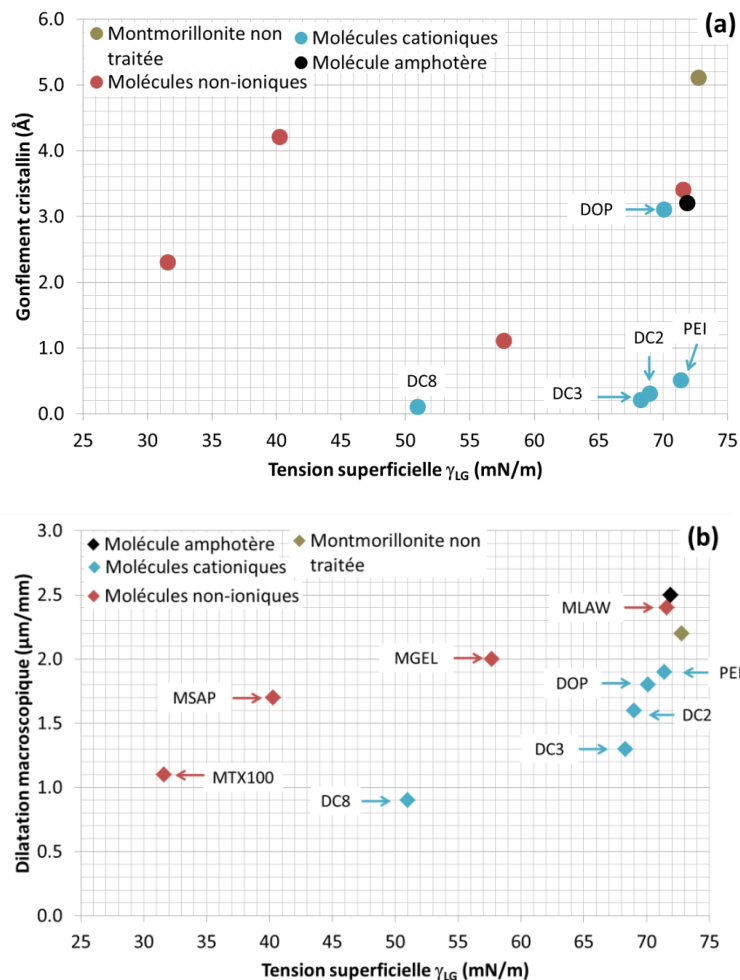 (a)
Montmorillonite non
traitée
Molécules cationiques
Molécule amphotère
Molécules non-ioniques
Gonflement cristallin (Å)
6.0
5.0
4.0
3.0
2.0
1.0
0.0
DOP
DC2
PEI
DC8
DC3
25 30 35 40 45 50 55 60 65 70 75
Tension superficielle γLG (mN/m)
(b)
Molécule amphotère
Molécules cationiques
Molécules non-ioniques
Montmorillonite non
traitée
Dilatation macroscopique (µm/mm)
3.0
2.5
2.0
1.5
1.0
0.5
0.0
MLAW
MGEL
PEI
DOP
MSAP
DC2
DC3
MTX100
DC8
25 30 35 40 45 50 55 60 65 70 75
Tension superficielle γLG (mN/m)